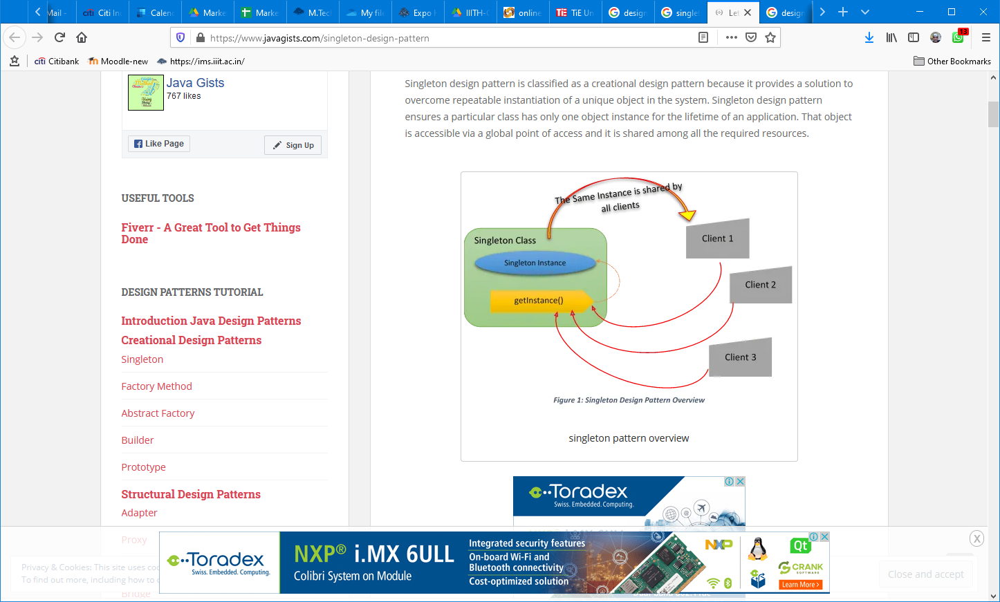 Mail -
citi Citi In
Calen
Marke
Marke
M.Tec
My fil
Expo
IIITH-
online
TiE Un
desig
single
Let
desig
https://www.javagists.com/singleton-design-pattern
13
citi Citibank
Moodle-new
https://ims.iiit.ac.in/
Other Bookmarks
Java Gists
767 likes
Like Page
Sign Up
USEFUL TOOLS
Fiverr - A Great Tool to Get Things
Done
DESIGN PATTERNS TUTORIAL
Introduction Java Design Patterns
Creational Design Patterns
Singleton
Factory Method
Abstract Factory
Builder
Prototype
Structural Design Patterns
Adapter
Proxy
Bridge
Singleton design pattern is classified as a creational design pattern because it provides a solution to
overcome repeatable instantiation of a unique object in the system. Singleton design pattern
ensures a particular class has only one object instance for the lifetime of an application. That object
is accessible via a global point of access and it is shared among all the required resources.
The Same Instance is shared by
all clients
Singleton Class
Singleton Instance
getInstance()
Client 1
Client 2
Client 3
Figure 1: Singleton Design Pattern Overview
singleton pattern overview
Toradex
Swiss. Embedded. Computing.
Privacy & Cookies: This site uses coo
To find out more, including how to c
Toradex
Swiss. Embedded. Computing.
NXP® i.MX 6ULL
Colibri System on Module
Integrated security features
On-board Wi-Fi and
Bluetooth connectivity
Cost-optimized solution
NXP
Qt
CRANK
SOFTWARE
Learn More >
Close and accept